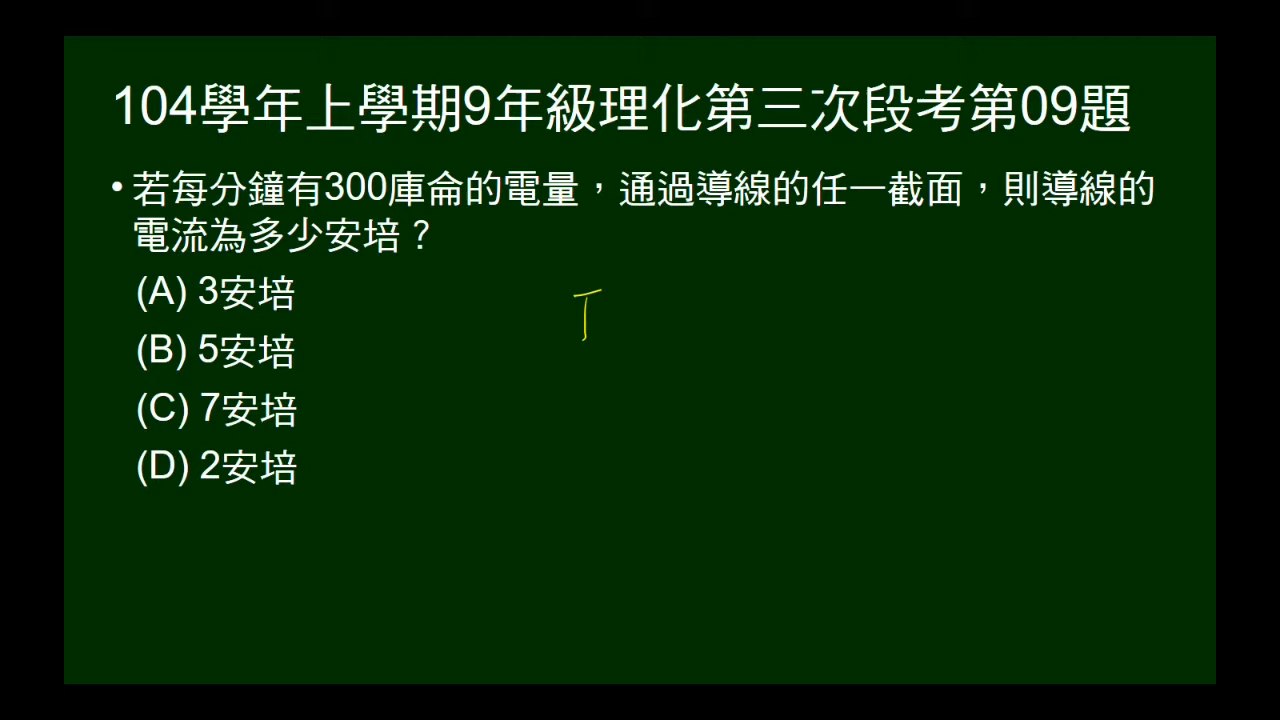 104學年上學期9年級理化第三次段考第09題
• 若每分鐘有300庫侖的電量，通過導線的任一截面，則導線的
電流為多少安培？
(A) 3安培
(B) 5安培
(C) 7安培
(D) 2安培